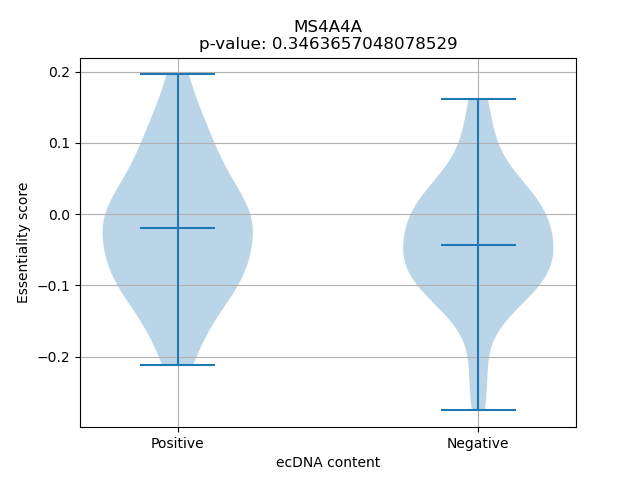 MS4A4A
p-value: 0.3463657048078529
0.2
0.1
0.0
−0.1
−0.2
Essentiality score
Positive
Negative
ecDNA content